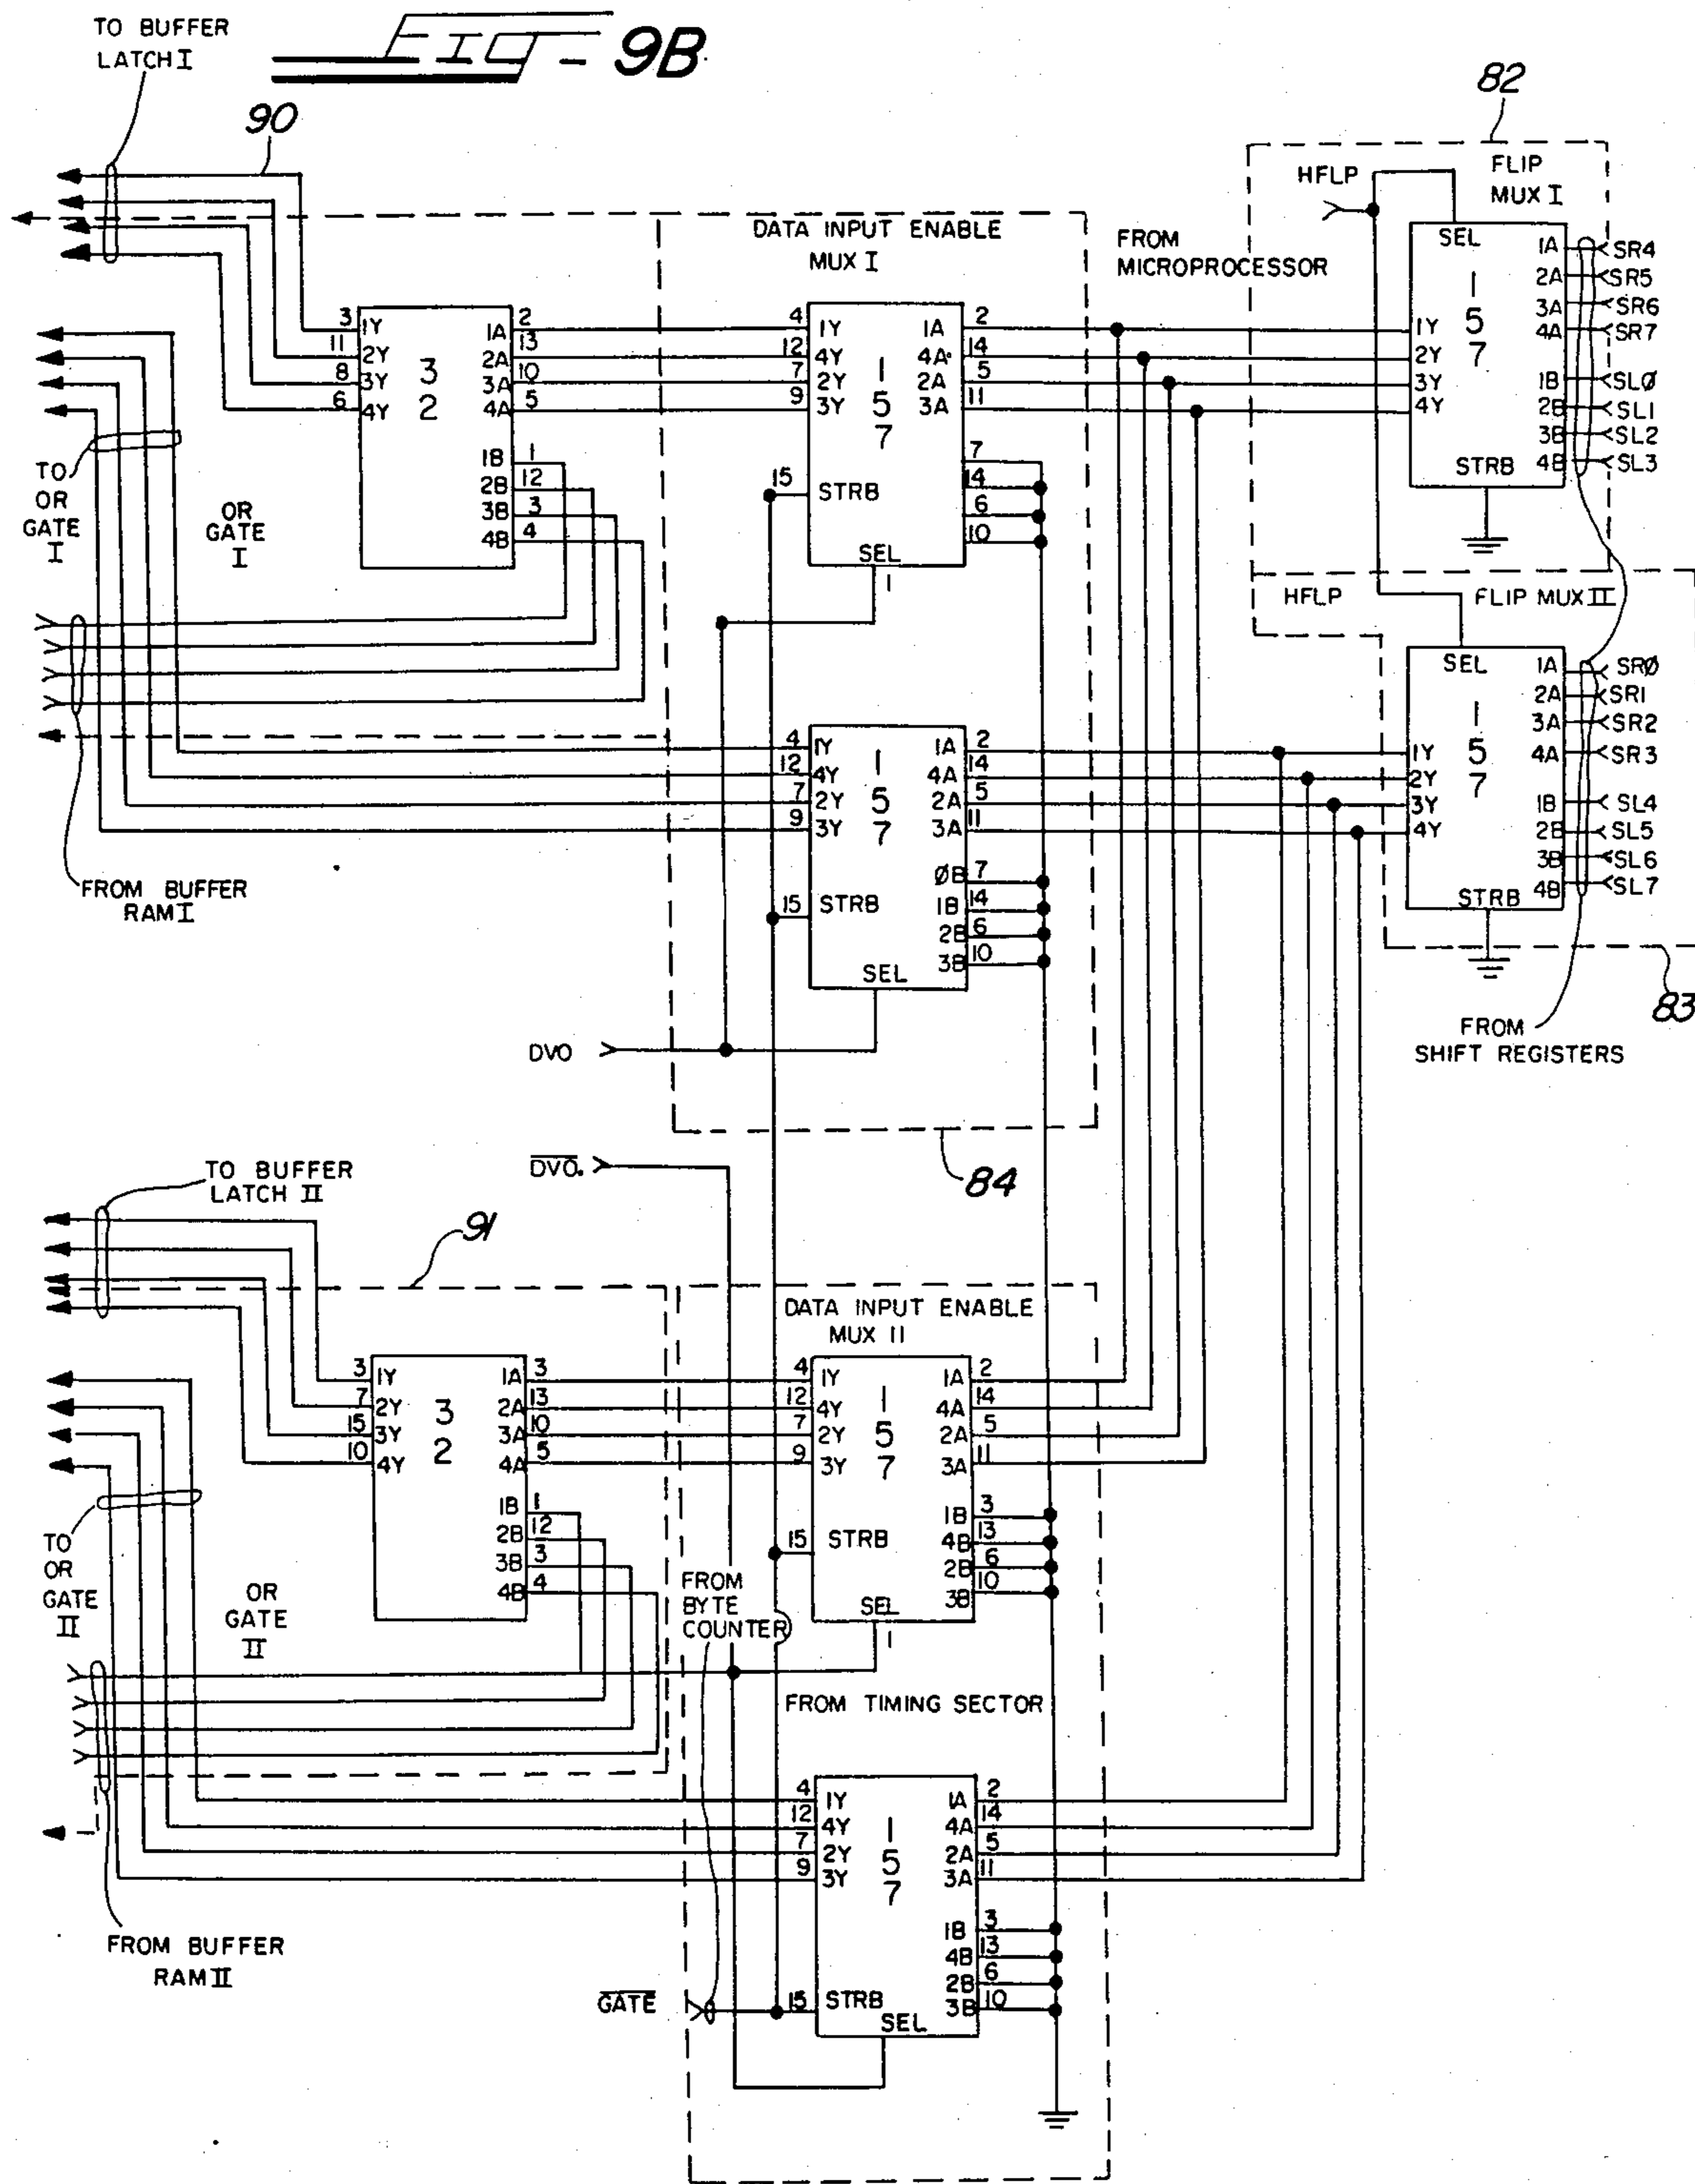 FIG-9B
TO BUFFER
LATCH I
90
82
HFLP
FLIP
MUX I
DATA INPUT ENABLE
MUX I
FROM
MICROPROCESSOR
3 1Y
11 2Y
8 3Y
6 4Y
32
1A 2
2A 13
3A 10
4A 5
1B 1
2B 12
3B 3
4B 4
4 1Y
12 4Y
7 2Y
9 3Y
157
1A 2
4A 14
2A 5
3A 11
7
14
6
10
15 STRB
SEL
1
SEL
1Y
2Y
3Y
4Y
157
1A SR4
2A SR5
3A SR6
4A SR7
1B SLØ
2B SL1
3B SL2
4B SL3
STRB
TO
OR
GATE
I
OR
GATE
I
HFLP
FLIP MUX II
SEL
1Y
2Y
3Y
4Y
157
1A SRØ
2A SR1
3A SR2
4A SR3
1B SL4
2B SL5
3B SL6
4B SL7
STRB
83
FROM
SHIFT REGISTERS
FROM BUFFER
RAM I
4 1Y
12 4Y
7 2Y
9 3Y
157
1A 2
4A 14
2A 5
3A 11
ØB 7
1B 14
2B 6
3B 10
15 STRB
SEL
DVO
84
D̅V̅O̅.
TO BUFFER
LATCH II
91
DATA INPUT ENABLE
MUX II
3 1Y
7 2Y
15 3Y
10 4Y
32
1A 3
2A 13
3A 10
4A 5
1B 1
2B 12
3B 3
4B 4
4 1Y
12 4Y
7 2Y
9 3Y
157
1A 2
4A 14
2A 5
3A 11
1B 3
4B 13
2B 6
3B 10
15 STRB
SEL
1
TO
OR
GATE
II
OR
GATE
II
FROM
BYTE
COUNTER
FROM TIMING SECTOR
4 1Y
12 4Y
7 2Y
9 3Y
157
1A 2
4A 14
2A 5
3A 11
1B 3
4B 13
2B 6
3B 10
15 STRB
SEL
FROM BUFFER
RAM II
G̅A̅T̅E̅